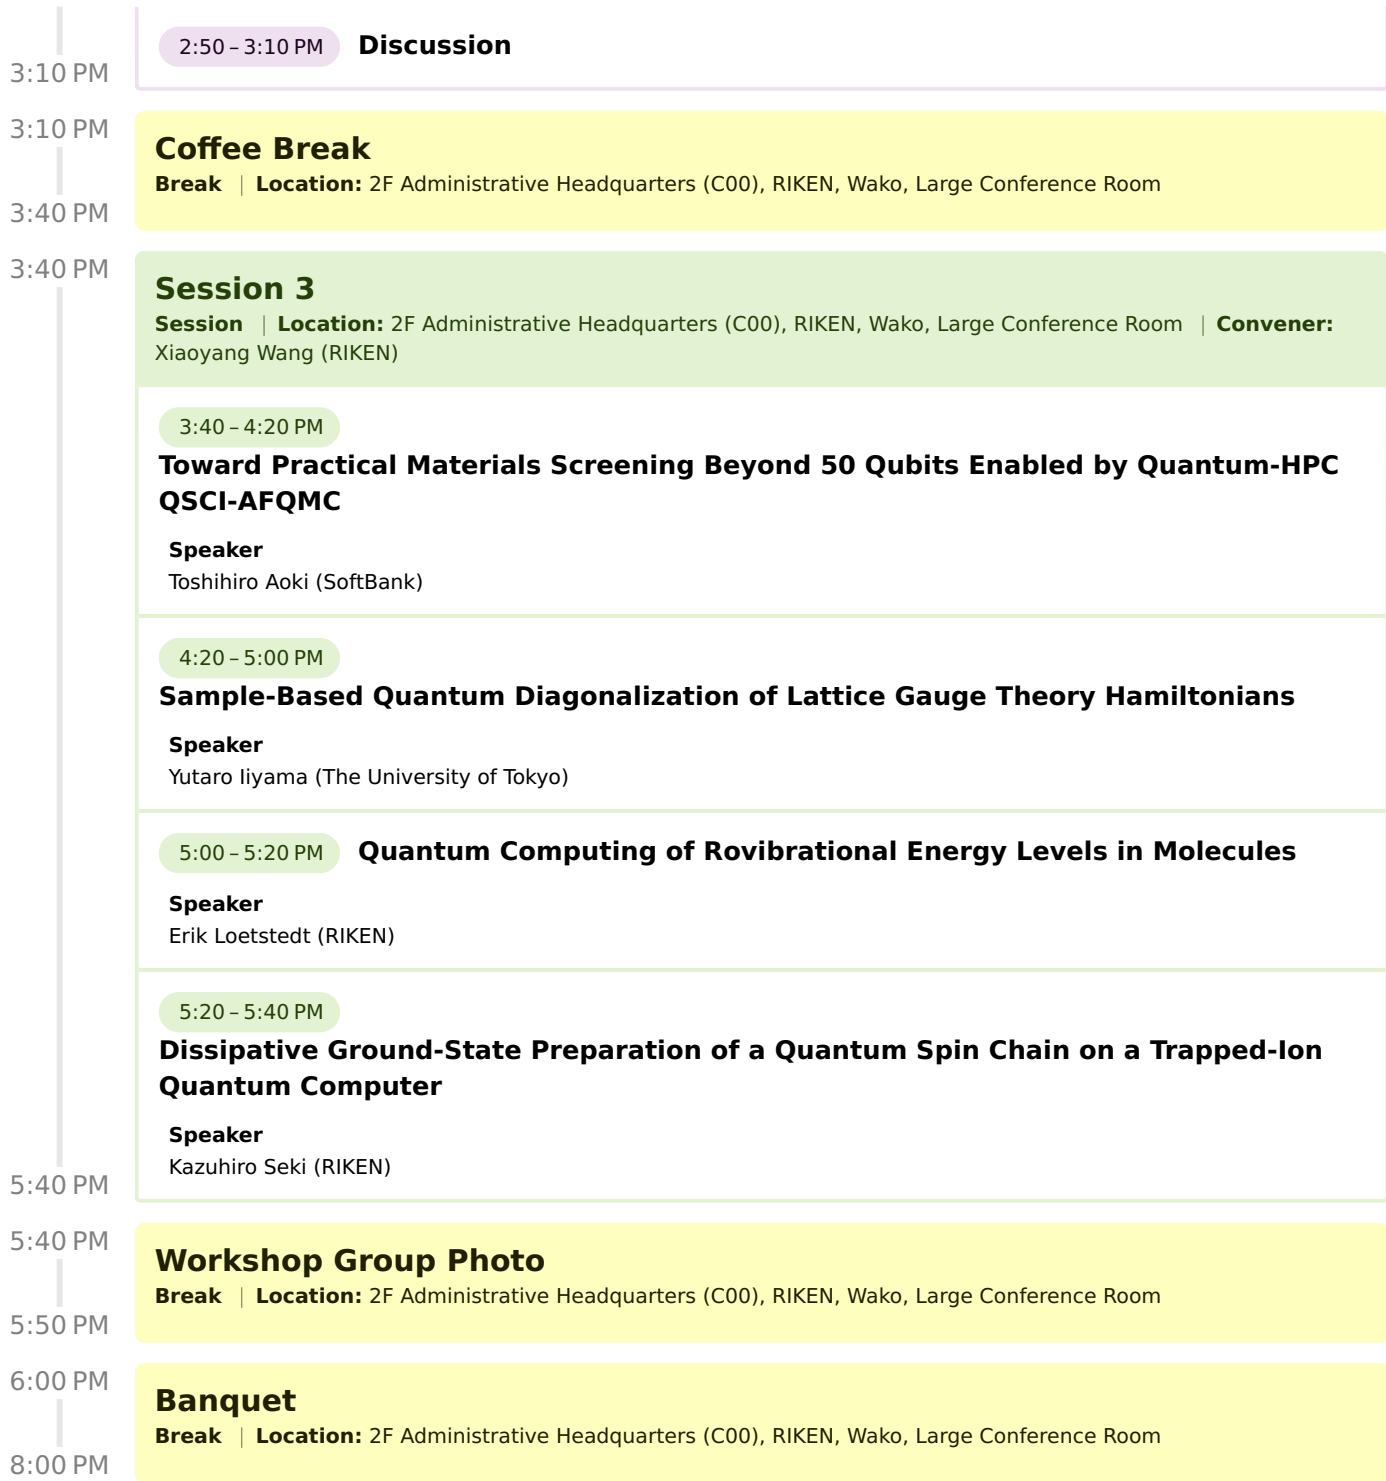 2:50 – 3:10 PM Discussion
3:10 PM
3:10 PM
Coffee Break
Break | Location: 2F Administrative Headquarters (C00), RIKEN, Wako, Large Conference Room
3:40 PM
3:40 PM
Session 3
Session | Location: 2F Administrative Headquarters (C00), RIKEN, Wako, Large Conference Room | Convener:
Xiaoyang Wang (RIKEN)
3:40 – 4:20 PM
Toward Practical Materials Screening Beyond 50 Qubits Enabled by Quantum-HPC
QSCI-AFQMC
Speaker
Toshihiro Aoki (SoftBank)
4:20 – 5:00 PM
Sample-Based Quantum Diagonalization of Lattice Gauge Theory Hamiltonians
Speaker
Yutaro Iiyama (The University of Tokyo)
5:00 – 5:20 PM Quantum Computing of Rovibrational Energy Levels in Molecules
Speaker
Erik Loetstedt (RIKEN)
5:20 – 5:40 PM
Dissipative Ground-State Preparation of a Quantum Spin Chain on a Trapped-Ion
Quantum Computer
Speaker
Kazuhiro Seki (RIKEN)
5:40 PM
5:40 PM
Workshop Group Photo
Break | Location: 2F Administrative Headquarters (C00), RIKEN, Wako, Large Conference Room
5:50 PM
6:00 PM
Banquet
Break | Location: 2F Administrative Headquarters (C00), RIKEN, Wako, Large Conference Room
8:00 PM